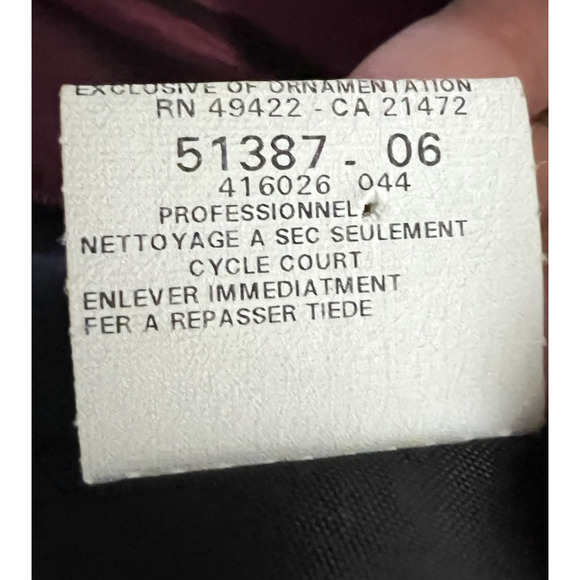 EXCLUSIVE OF ORNAMENTATION
RN 49422 - CA 21472
51387 - 06
416026 044
PROFESSIONNEL
NETTOYAGE A SEC SEULEMENT
CYCLE COURT
ENLEVER IMMEDIATMENT
FER A REPASSER TIEDE